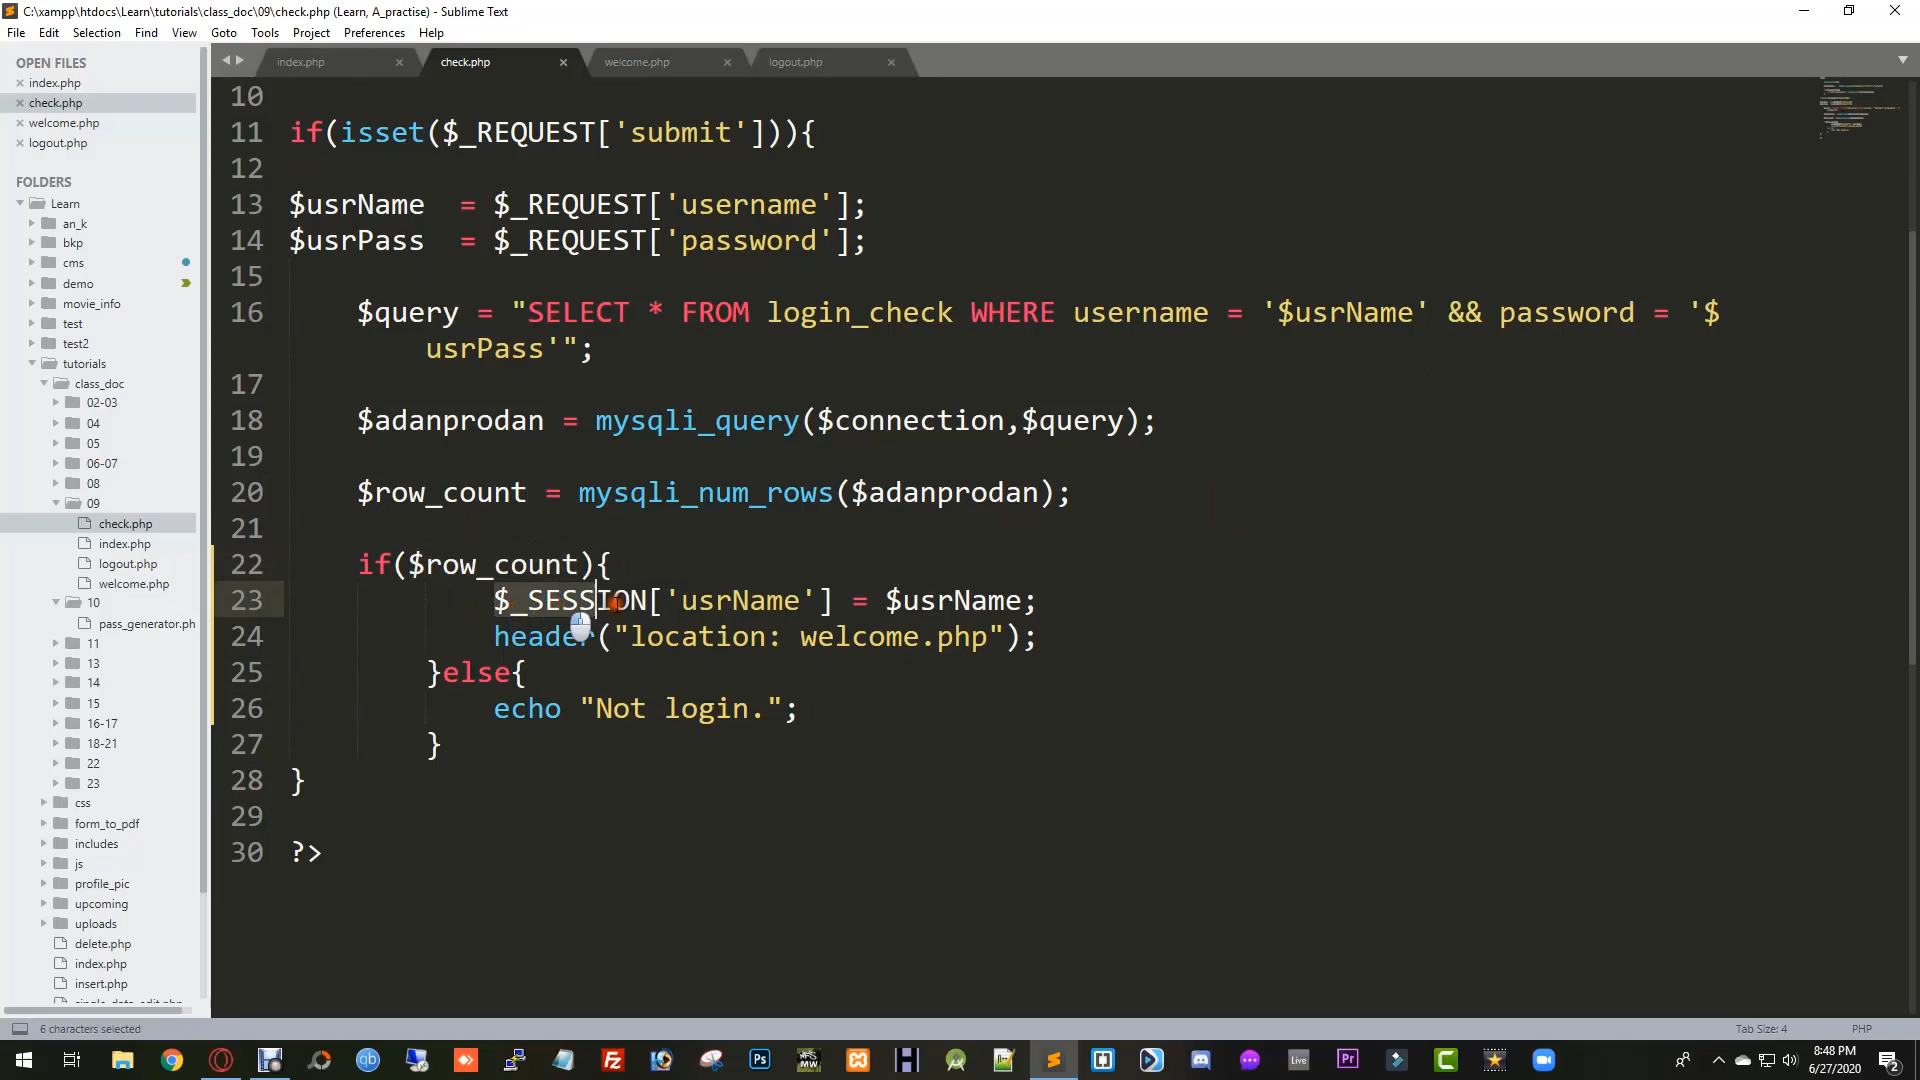 C:\xampp\htdocs\Learn\tutorials\class_doc\09\check.php (Learn, A_practise) - Sublime Text
File Edit Selection Find View Goto Tools Project Preferences Help
OPEN FILES
index.php
check.php
welcome.php
logout.php
FOLDERS
Learn
an_k
bkp
cms
demo
movie_info
test
test2
tutorials
class_doc
02-03
04
05
06-07
08
09
check.php
index.php
logout.php
welcome.php
10
pass_generator.ph
11
13
14
15
16-17
18-21
22
23
css
form_to_pdf
includes
js
profile_pic
upcoming
uploads
delete.php
index.php
insert.php
index.php check.php welcome.php logout.php
10
11 if(isset($_REQUEST['submit'])){
12
13 $usrName = $_REQUEST['username'];
14 $usrPass = $_REQUEST['password'];
15
16 $query = "SELECT * FROM login_check WHERE username = '$usrName' && password = '$
usrPass'";
17
18 $adanprodan = mysqli_query($connection,$query);
19
20 $row_count = mysqli_num_rows($adanprodan);
21
22 if($row_count){
23 $_SESSION['usrName'] = $usrName;
24 header("location: welcome.php");
25 }else{
26 echo "Not login.";
27 }
28 }
29
30 ?>
6 characters selected
Tab Size: 4
PHP
8:48 PM
6/27/2020
2